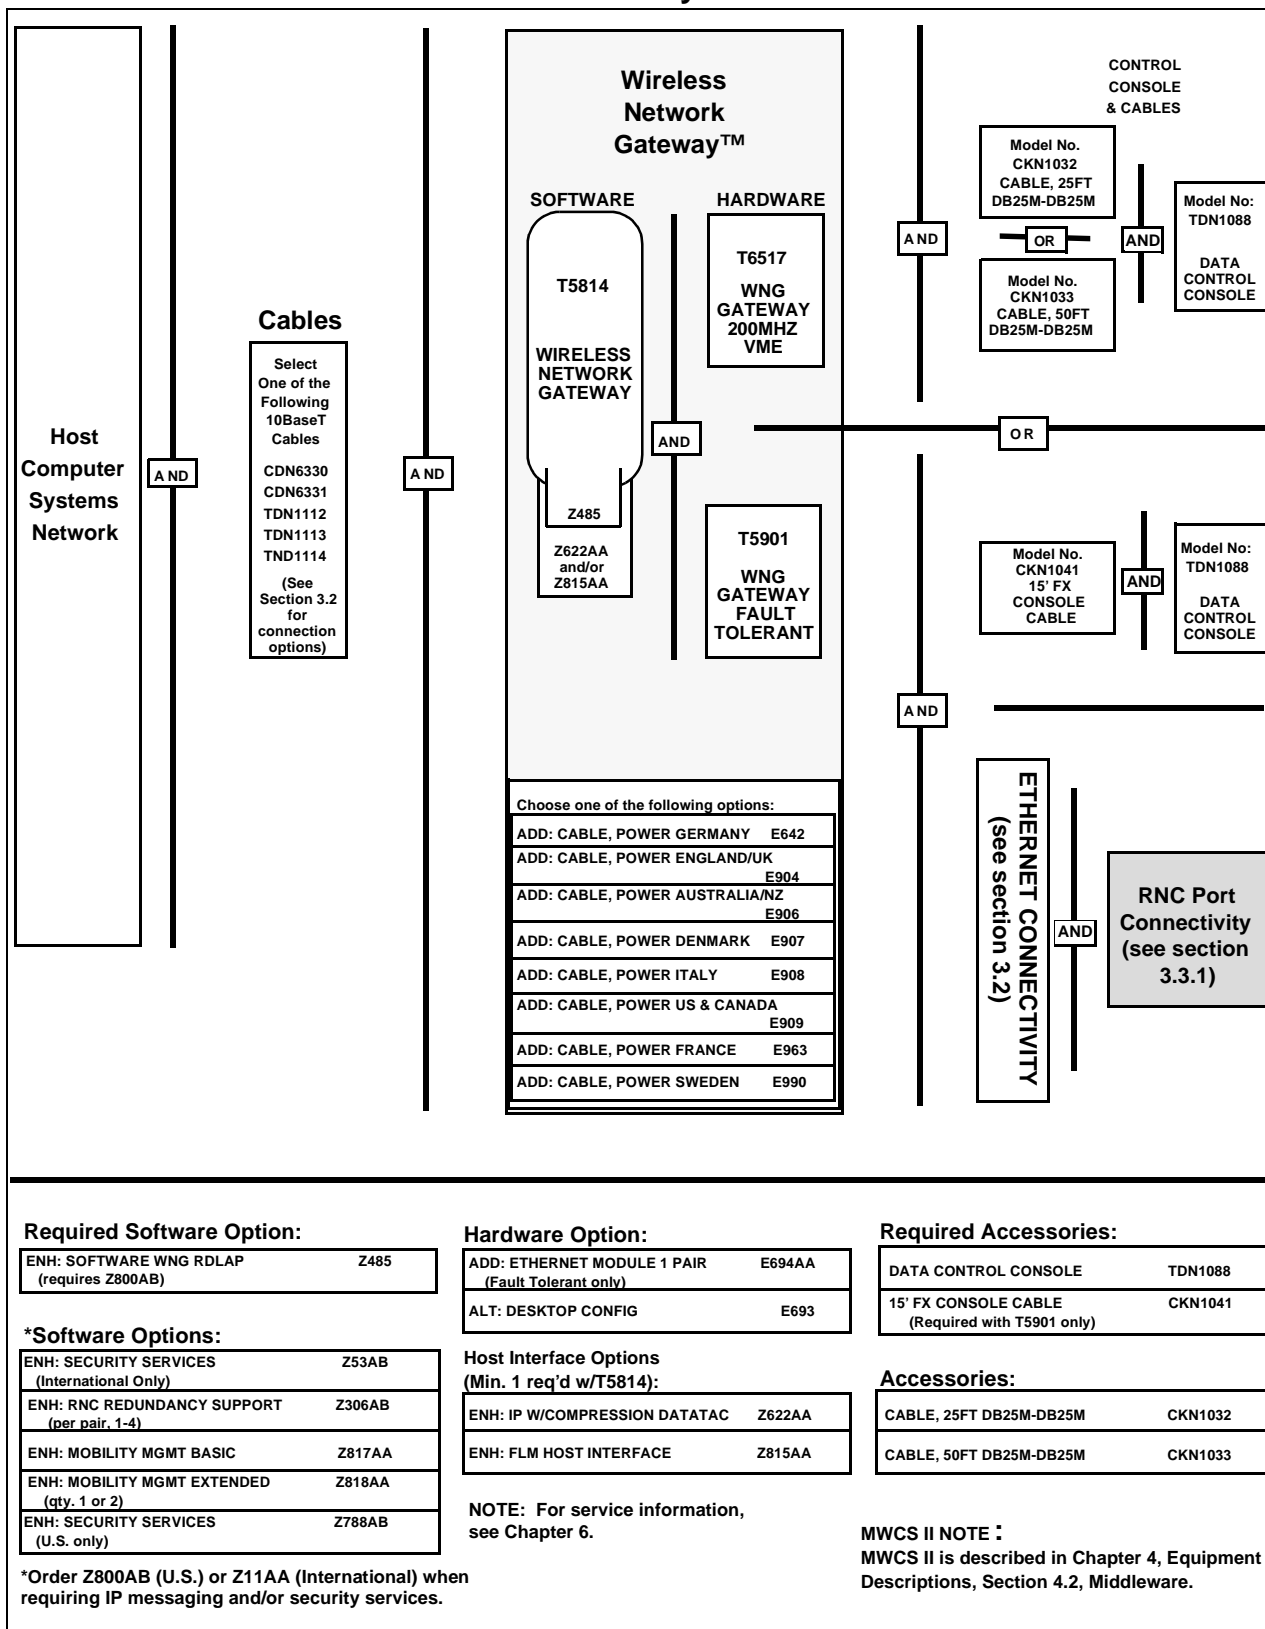 Host
Computer
Systems
Network
AND
Cables
Select
One of the
Following
10BaseT
Cables
CDN6330
CDN6331
TDN1112
TDN1113
TND1114
(See
Section 3.2
for
connection
options)
AND
Wireless
Network
Gateway™
SOFTWARE
T5814
WIRELESS
NETWORK
GATEWAY
Z485
Z622AA
and/or
Z815AA
AND
HARDWARE
T6517
WNG
GATEWAY
200MHZ
VME
T5901
WNG
GATEWAY
FAULT
TOLERANT
Choose one of the following options:
ADD: CABLE, POWER GERMANY E642
ADD: CABLE, POWER ENGLAND/UK
E904
ADD: CABLE, POWER AUSTRALIA/NZ
E906
ADD: CABLE, POWER DENMARK E907
ADD: CABLE, POWER ITALY E908
ADD: CABLE, POWER US & CANADA
E909
ADD: CABLE, POWER FRANCE E963
ADD: CABLE, POWER SWEDEN E990
AND
CONTROL
CONSOLE
& CABLES
Model No.
CKN1032
CABLE, 25FT
DB25M-DB25M
OR
Model No.
CKN1033
CABLE, 50FT
DB25M-DB25M
AND
Model No:
TDN1088
DATA
CONTROL
CONSOLE
OR
Model No.
CKN1041
15' FX
CONSOLE
CABLE
AND
Model No:
TDN1088
DATA
CONTROL
CONSOLE
AND
ETHERNET CONNECTIVITY
(see section 3.2)
AND
RNC Port
Connectivity
(see section
3.3.1)
Required Software Option:
ENH: SOFTWARE WNG RDLAP Z485
(requires Z800AB)
*Software Options:
ENH: SECURITY SERVICES Z53AB
(International Only)
ENH: RNC REDUNDANCY SUPPORT Z306AB
(per pair, 1-4)
ENH: MOBILITY MGMT BASIC Z817AA
ENH: MOBILITY MGMT EXTENDED Z818AA
(qty. 1 or 2)
ENH: SECURITY SERVICES Z788AB
(U.S. only)
*Order Z800AB (U.S.) or Z11AA (International) when
requiring IP messaging and/or security services.
Hardware Option:
ADD: ETHERNET MODULE 1 PAIR E694AA
(Fault Tolerant only)
ALT: DESKTOP CONFIG E693
Host Interface Options
(Min. 1 req'd w/T5814):
ENH: IP W/COMPRESSION DATATAC Z622AA
ENH: FLM HOST INTERFACE Z815AA
NOTE: For service information,
see Chapter 6.
Required Accessories:
DATA CONTROL CONSOLE TDN1088
15' FX CONSOLE CABLE CKN1041
(Required with T5901 only)
Accessories:
CABLE, 25FT DB25M-DB25M CKN1032
CABLE, 50FT DB25M-DB25M CKN1033
MWCS II NOTE :
MWCS II is described in Chapter 4, Equipment
Descriptions, Section 4.2, Middleware.